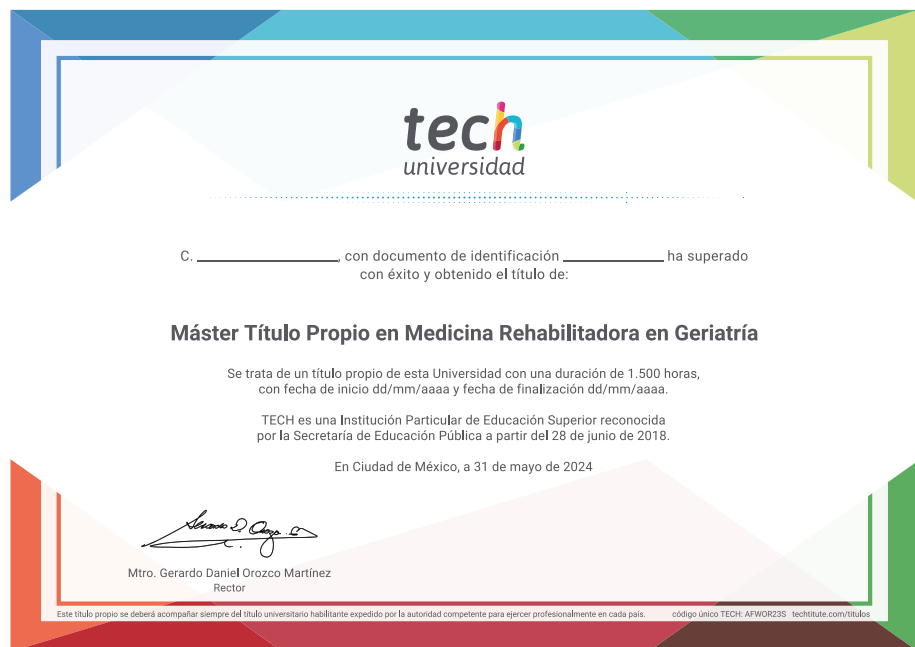 tech
universidad
C. ____________, con documento de identificación ____________ ha superado
con éxito y obtenido el título de:
Máster Título Propio en Medicina Rehabilitadora en Geriatría
Se trata de un título propio de esta Universidad con una duración de 1.500 horas,
con fecha de inicio dd/mm/aaaa y fecha de finalización dd/mm/aaaa.
TECH es una Institución Particular de Educación Superior reconocida
por la Secretaría de Educación Pública a partir del 28 de junio de 2018.
En Ciudad de México, a 31 de mayo de 2024
Mtro. Gerardo Daniel Orozco Martínez
Rector
Este título propio se deberá acompañar siempre del título universitario habilitante expedido por la autoridad competente para ejercer profesionalmente en cada país. código único TECH: AFWOR23S techtitute.com/titulos